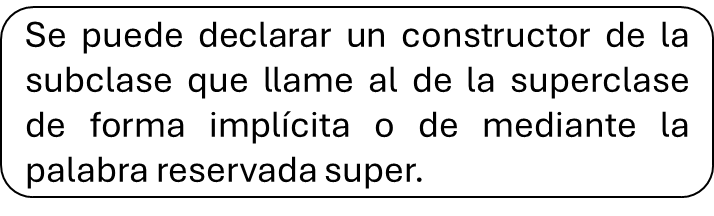 Se puede declarar un constructor de la
subclase que llame al de la superclase
de forma implícita o de mediante la
palabra reservada super.